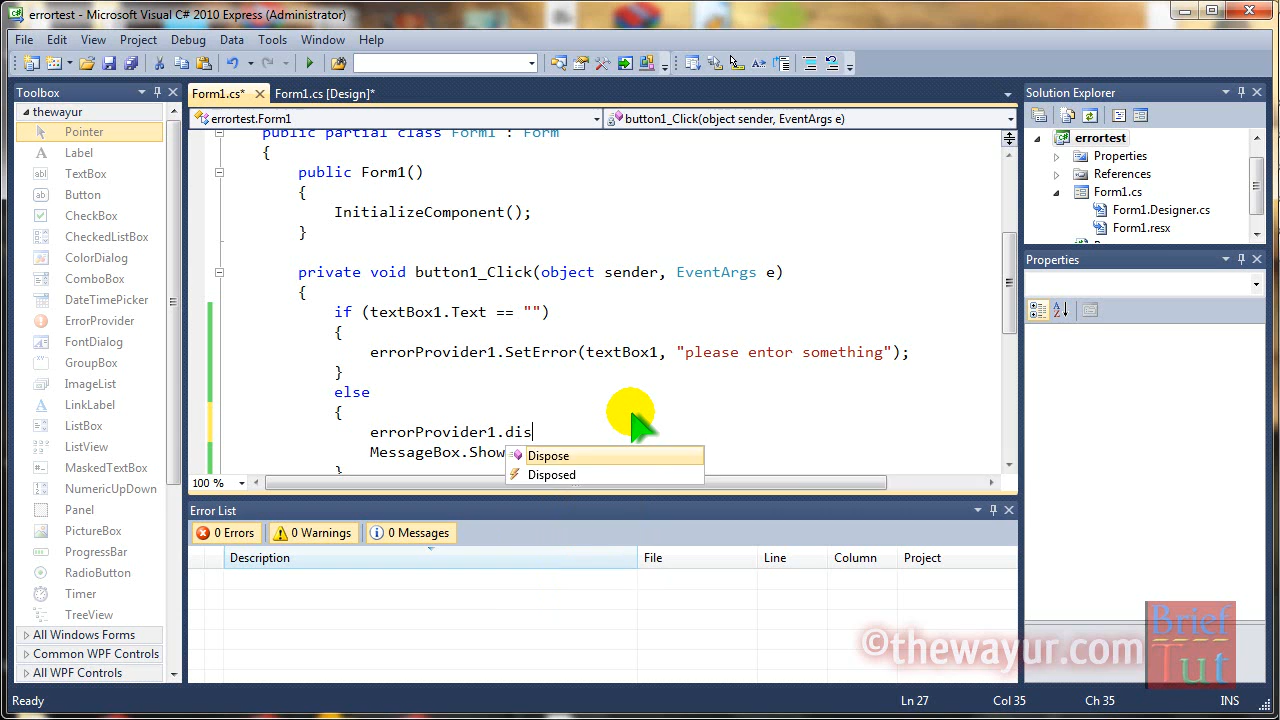 errortest - Microsoft Visual C# 2010 Express (Administrator)
File Edit View Project Debug Data Tools Window Help
Toolbox
thewayur
Pointer
Label
TextBox
Button
CheckBox
CheckedListBox
ColorDialog
ComboBox
DateTimePicker
ErrorProvider
FontDialog
GroupBox
ImageList
LinkLabel
ListBox
ListView
MaskedTextBox
NumericUpDown
Panel
PictureBox
ProgressBar
RadioButton
Timer
TreeView
All Windows Forms
Common WPF Controls
All WPF Controls
Form1.cs* Form1.cs [Design]*
errortest.Form1 button1_Click(object sender, EventArgs e)
public partial class Form1 : Form
{
public Form1()
{
InitializeComponent();
}
private void button1_Click(object sender, EventArgs e)
{
if (textBox1.Text == "")
{
errorProvider1.SetError(textBox1, "please entor something");
}
else
{
errorProvider1.dis
MessageBox.Show
}
Dispose
Disposed
100 %
Error List
0 Errors 0 Warnings 0 Messages
Description File Line Column Project
Solution Explorer
errortest
Properties
References
Form1.cs
Form1.Designer.cs
Form1.resx
Properties
©thewayur.com
Brief
Tut
Ready Ln 27 Col 35 Ch 35 INS